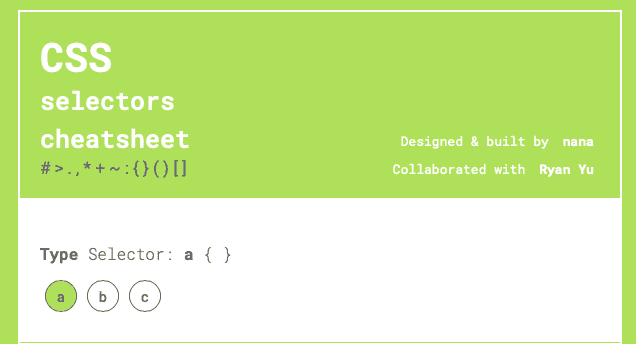 CSS
selectors
cheatsheet
#>.,*+~:{}()[]
Designed & built by nana
Collaborated with Ryan Yu
Type Selector: a { }
a b c